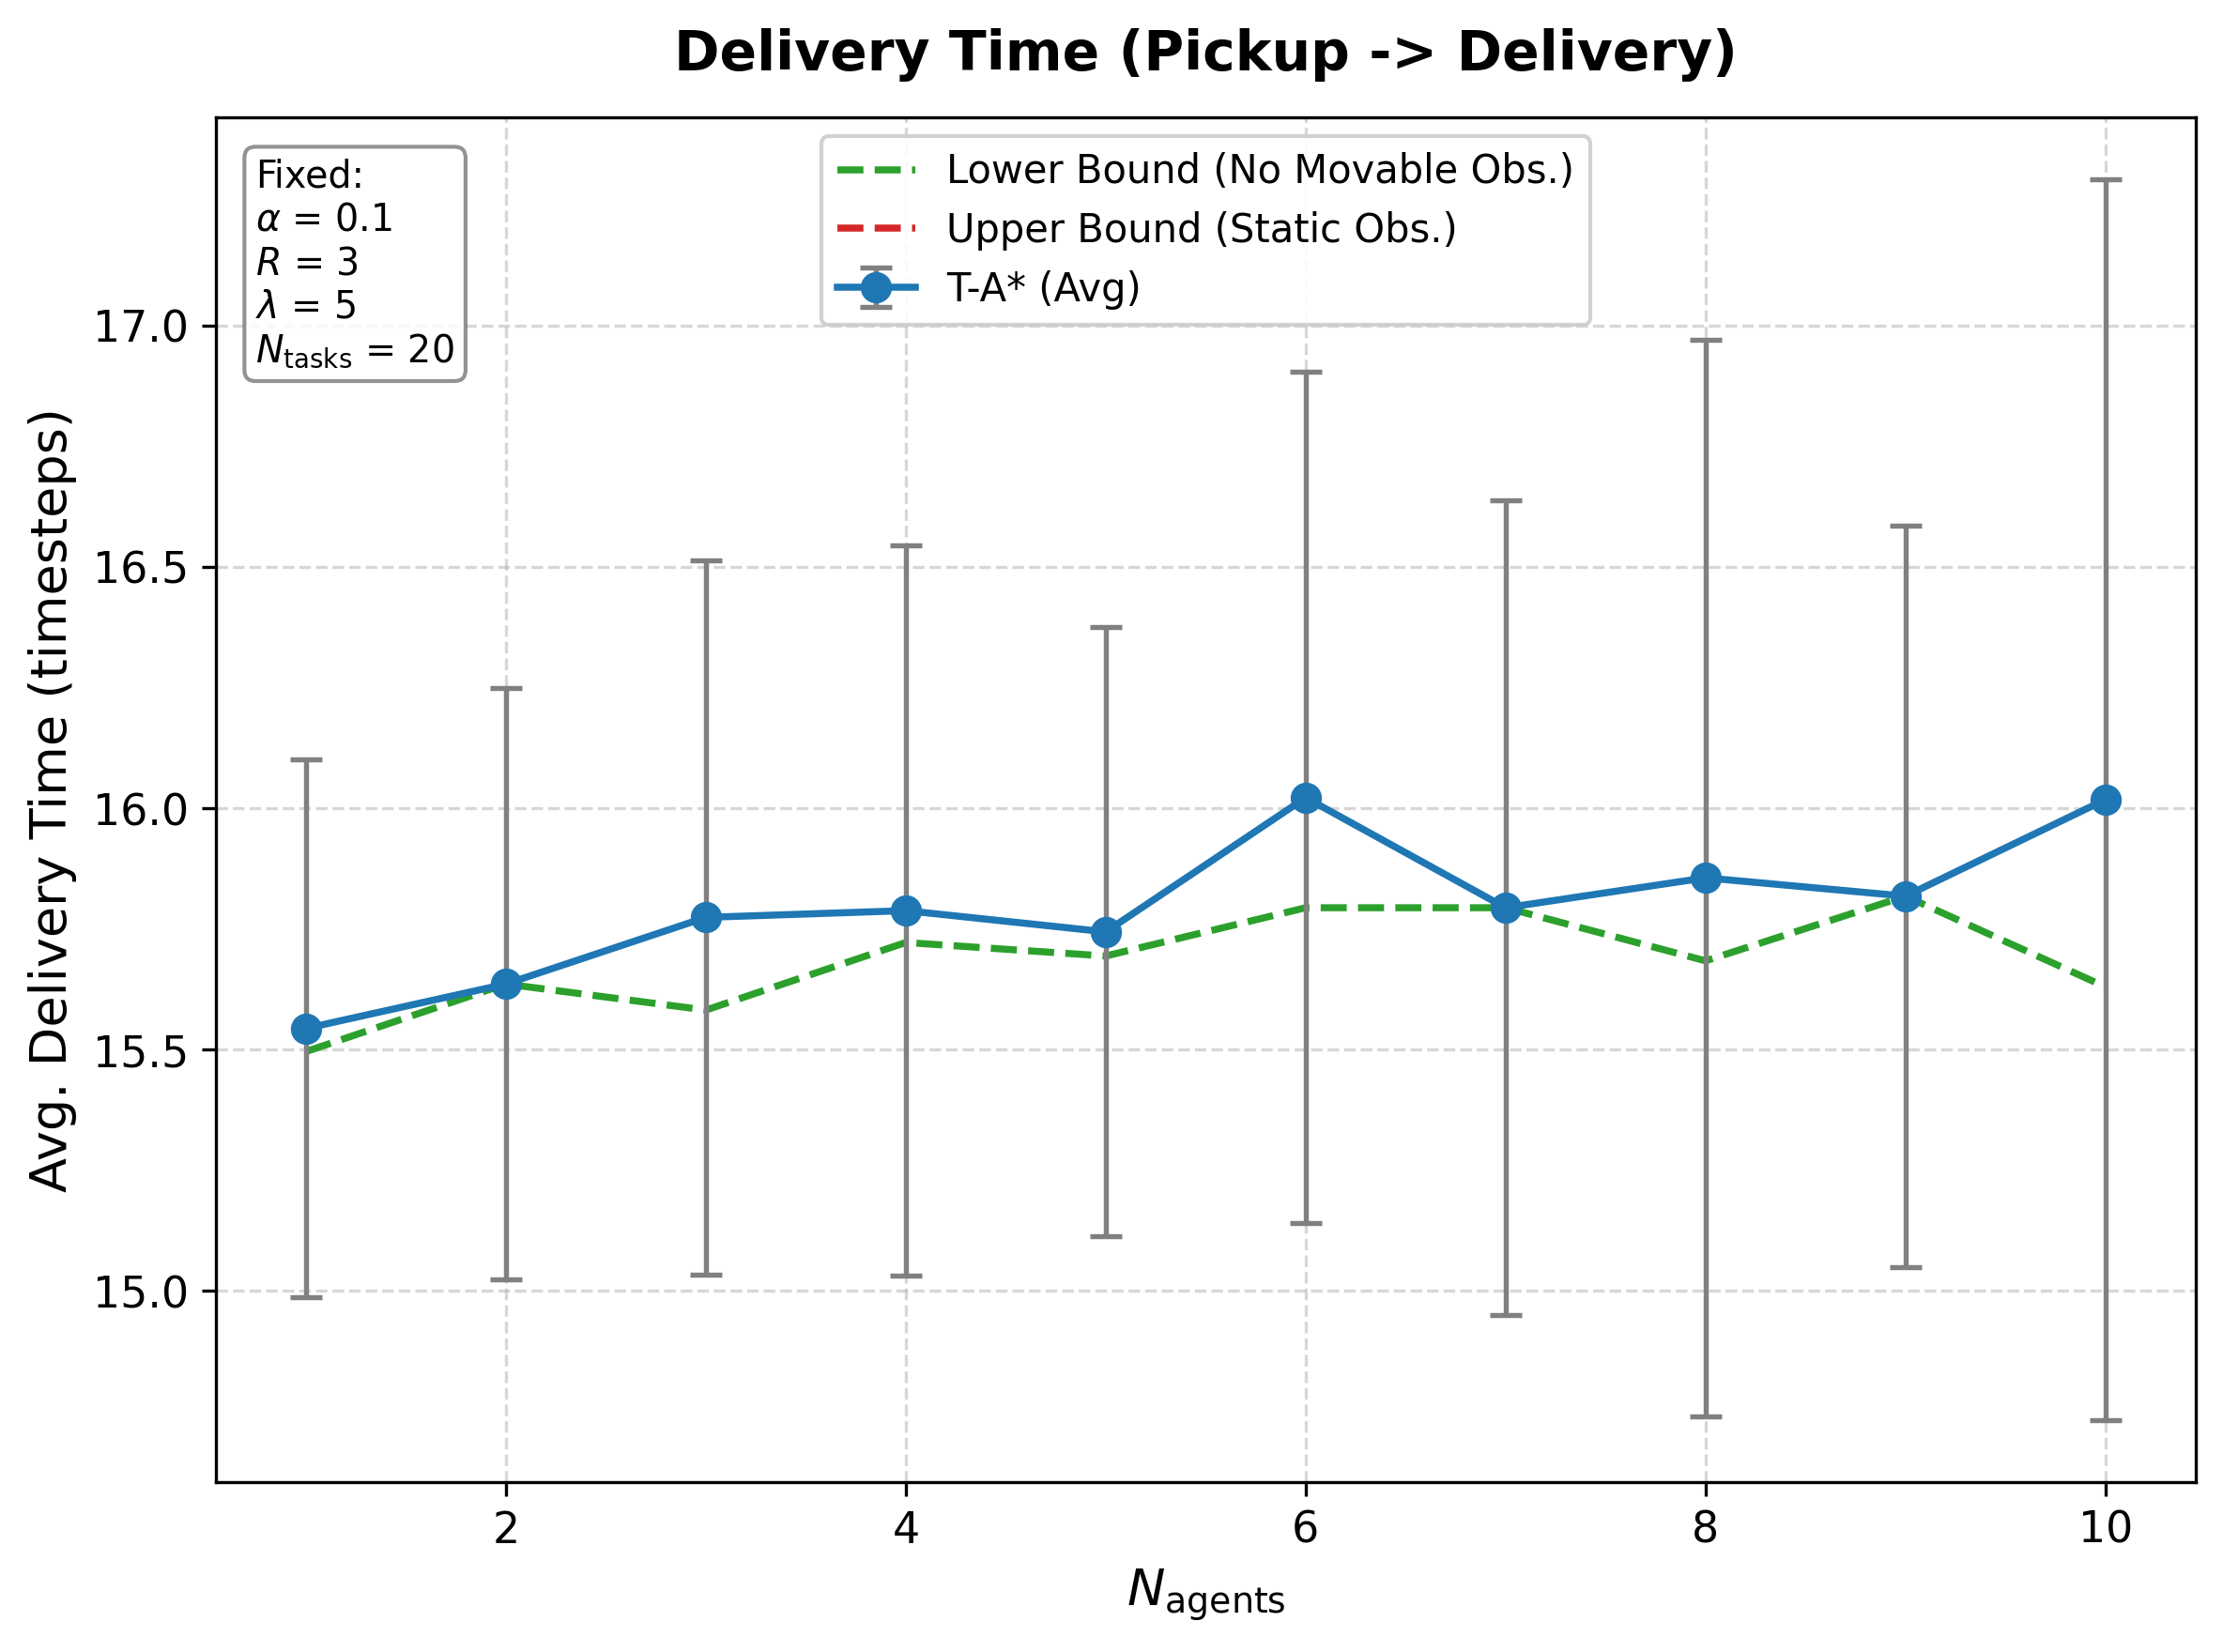 Delivery Time (Pickup -> Delivery)
Fixed:
α = 0.1
R = 3
λ = 5
N_tasks = 20
Lower Bound (No Movable Obs.)
Upper Bound (Static Obs.)
T-A* (Avg)
Avg. Delivery Time (timesteps)
17.0
16.5
16.0
15.5
15.0
2 4 6 8 10
N_agents